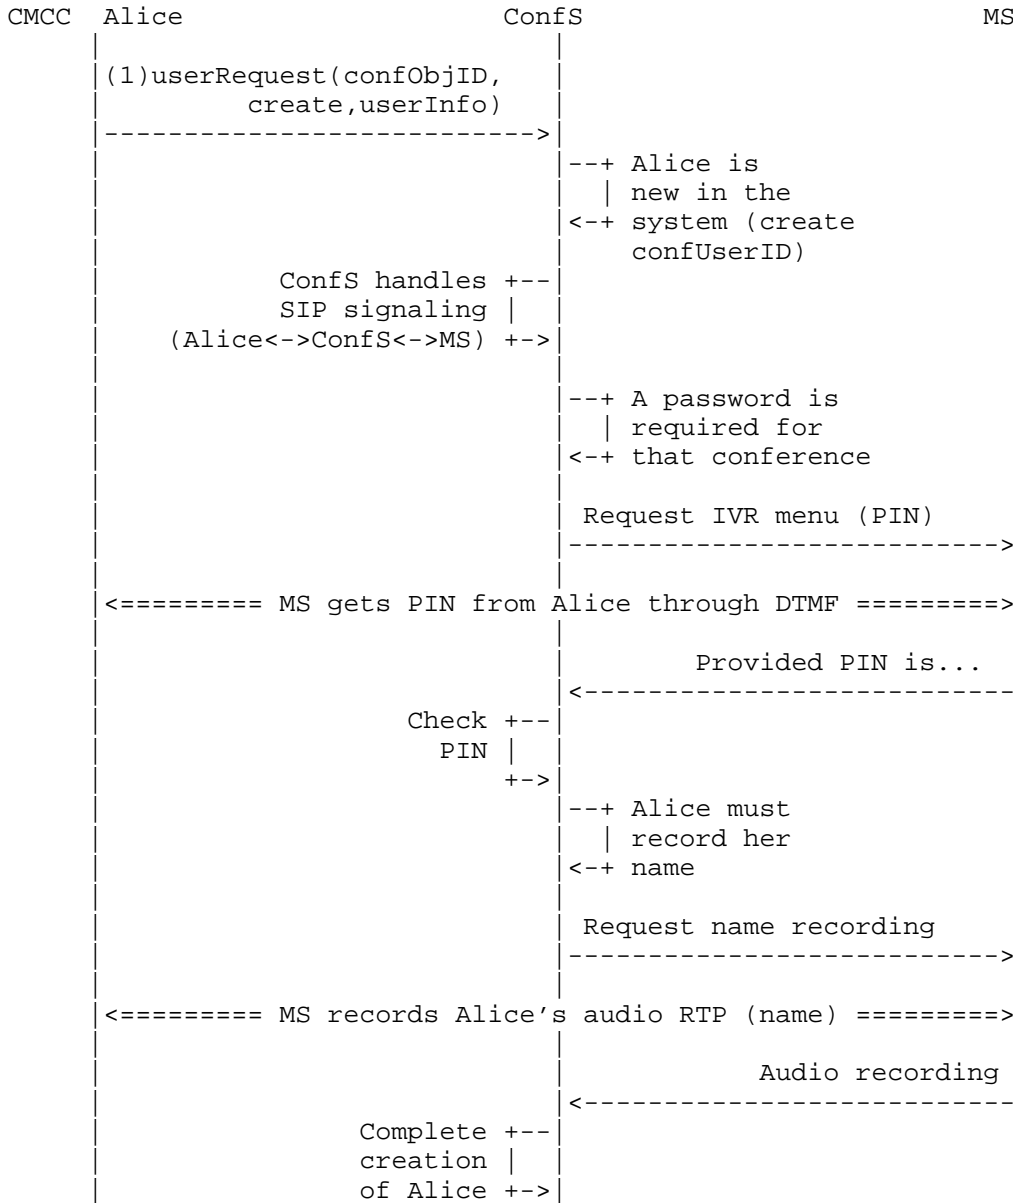 CMCC  Alice                    ConfS                         MS
      |                            |
      |(1)userRequest(confObjID,   |
      |         create,userInfo)   |
      |--------------------------->|
      |                            |--+ Alice is
      |                            |  | new in the
      |                            |<-+ system (create
      |                            |    confUserID)
      |           ConfS handles +--|
      |             SIP signaling |  |
      |    (Alice<->ConfS<->MS) +->|
      |                            |
      |                            |--+ A password is
      |                            |  | required for
      |                            |<-+ that conference
      |                            |
      |                            | Request IVR menu (PIN)
      |                            |--------------------------->
      |                            |
      |<========= MS gets PIN from Alice through DTMF =========>
      |                            |
      |                            |        Provided PIN is...
      |                            |<---------------------------
      |                   Check +--|
      |                     PIN |  |
      |                         +->|
      |                            |--+ Alice must
      |                            |  | record her
      |                            |<-+ name
      |                            |
      |                            | Request name recording
      |                            |--------------------------->
      |                            |
      |<========= MS records Alice's audio RTP (name) =========>
      |                            |
      |                            |            Audio recording
      |                            |<---------------------------
      |                Complete +--|
      |                creation |  |
      |                of Alice +->|